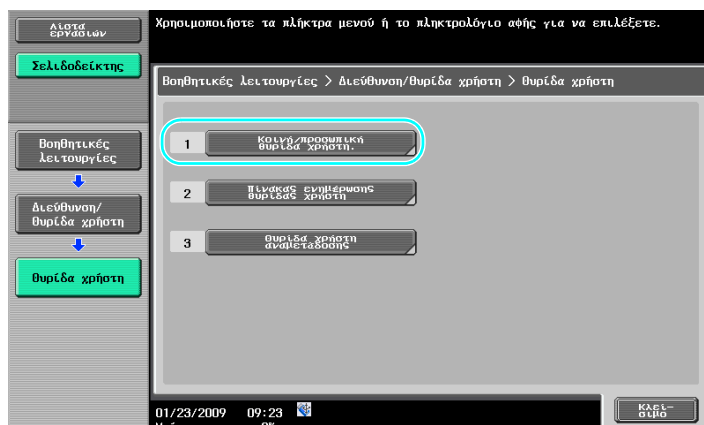 Λίστα
εργασιών
Χρησιμοποιήστε τα πλήκτρα μενού ή το πληκτρολόγιο αφής για να επιλέξετε.
Σελιδοδείκτης
Βοηθητικές λειτουργίες > Διεύθυνση/θυρίδα χρήστη > θυρίδα χρήστη
Βοηθητικές
λειτουργίες
1
Κοινή/προσωπική
θυρίδα χρήστη.
2
Πίνακας ενημέρωσης
θυρίδας χρήστη
Διεύθυνση/
θυρίδα χρήστη
3
θυρίδα χρήστη
αναμετάδοσης
θυρίδα χρήστη
01/23/2009 09:23
Κλεί-
σιμο